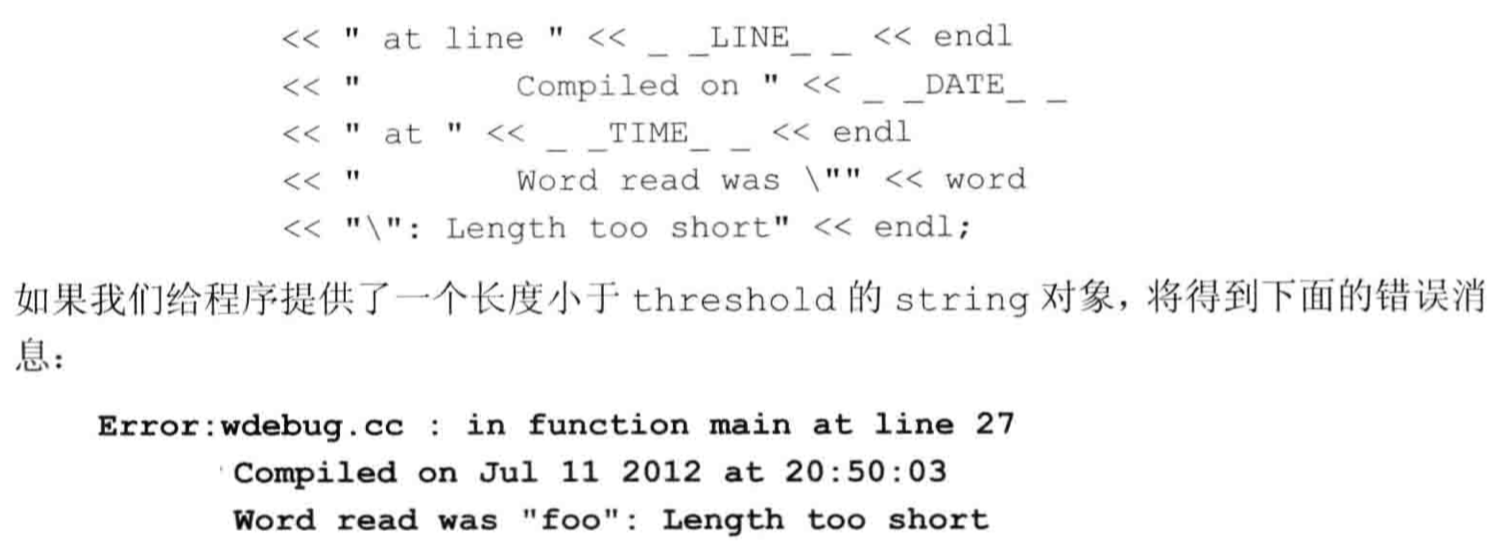 << " at line " << _ _LINE_ _ << endl
<< "       Compiled on " << _ _DATE_ _
<< " at " << _ _TIME_ _ << endl
<< "       Word read was \"" << word
<< "\": Length too short" << endl;
如果我们给程序提供了一个长度小于 threshold 的 string 对象，将得到下面的错误消
息：
Error:wdebug.cc : in function main at line 27
Compiled on Jul 11 2012 at 20:50:03
Word read was "foo": Length too short